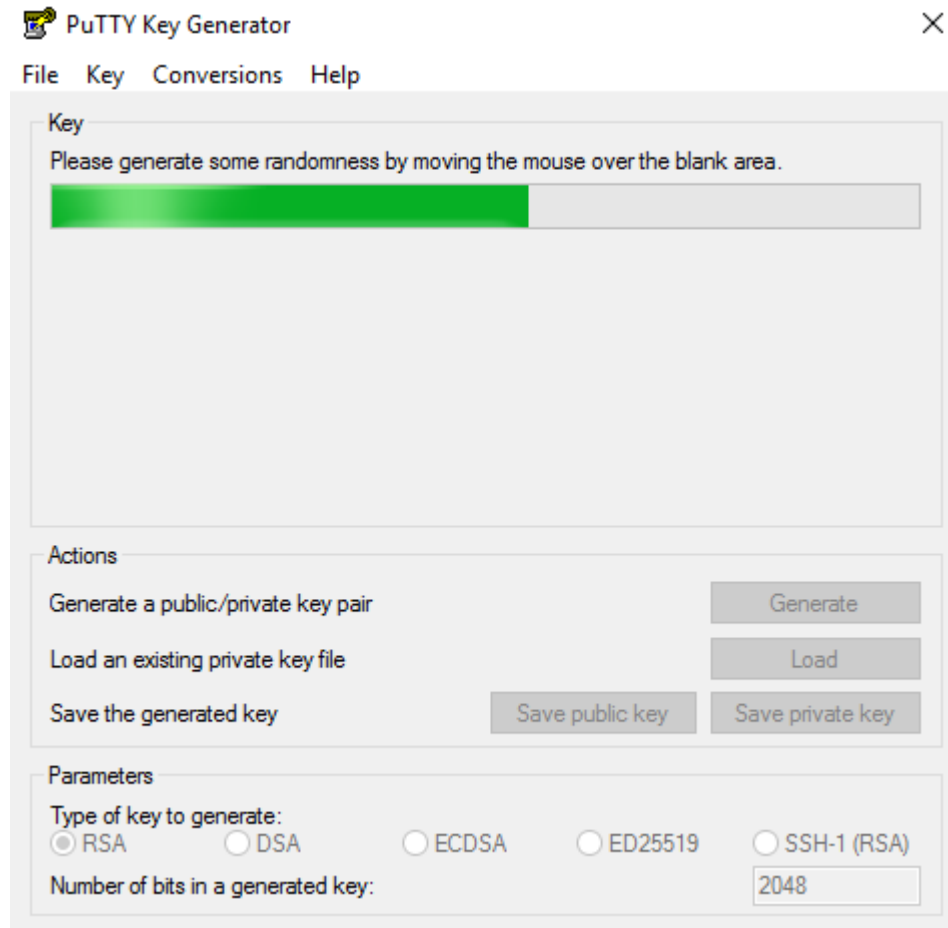 PuTTY Key Generator
File Key Conversions Help
Key
Please generate some randomness by moving the mouse over the blank area.
Actions
Generate a public/private key pair
Generate
Load an existing private key file
Load
Save the generated key
Save public key
Save private key
Parameters
Type of key to generate:
RSA DSA ECDSA ED25519 SSH-1 (RSA)
Number of bits in a generated key:
2048